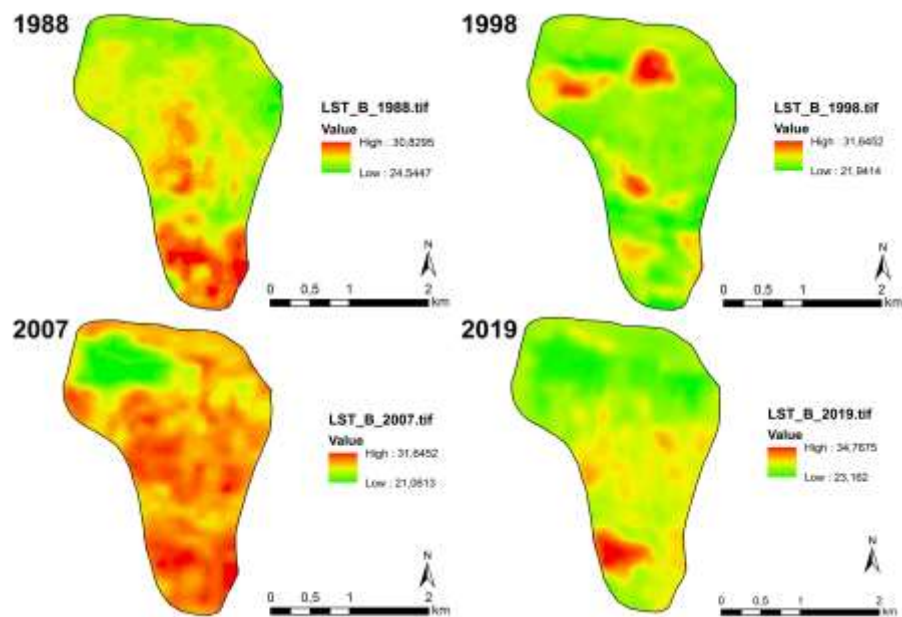 1988
LST_B_1988.tif
Value
High : 30,8295
Low : 24,5447
N
0 0,5 1 2
km
1998
LST_B_1998.tif
Value
High : 31,6452
Low : 21,9414
N
0 0,5 1 2
km
2007
LST_B_2007.tif
Value
High : 31,6452
Low : 21,0613
N
0 0,5 1 2
km
2019
LST_B_2019.tif
Value
High : 34,7675
Low : 23,162
N
0 0,5 1 2
km